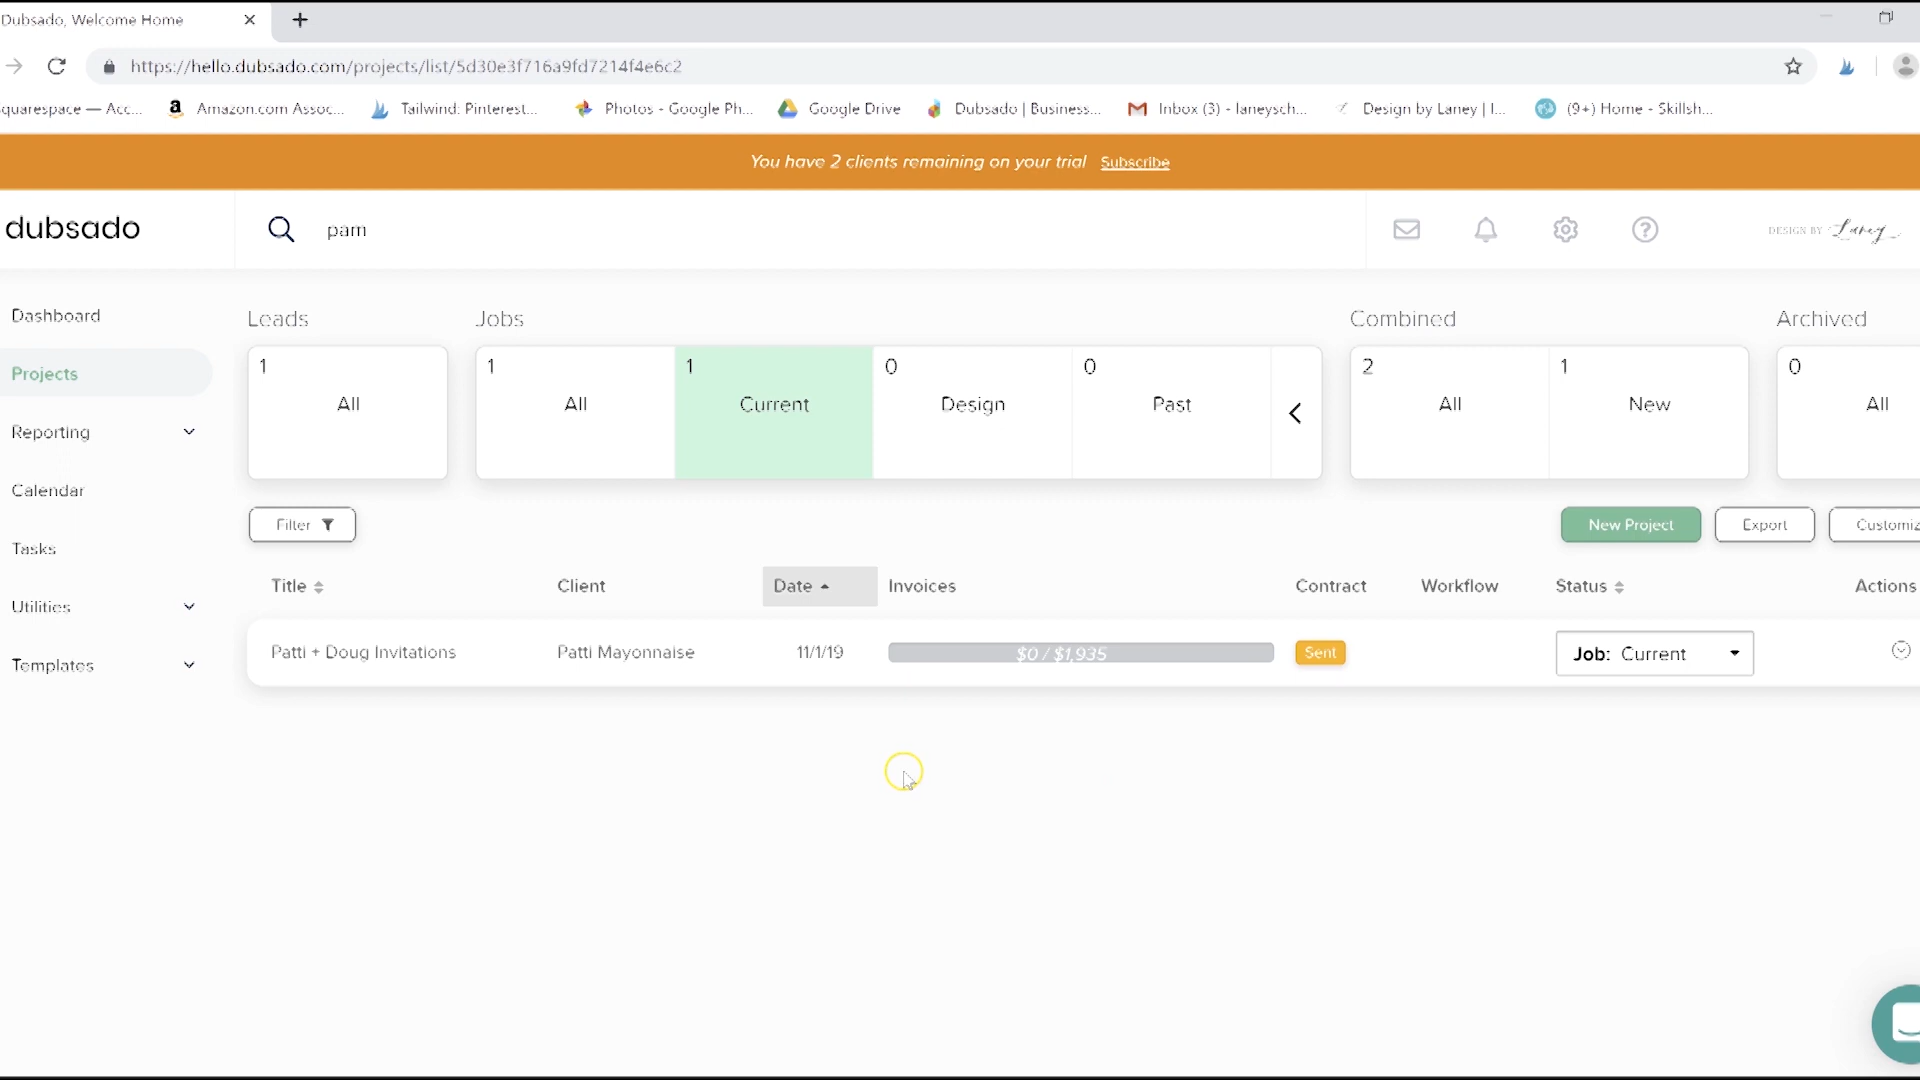 Dubsado, Welcome Home
https://hello.dubsado.com/projects/list/5d30e3f716a9fd7214f4e6c2
quarespace — Acc... Amazon.com Assoc... Tailwind: Pinterest... Photos - Google Ph... Google Drive Dubsado | Business... Inbox (3) - laneysch... Design by Laney | I... (9+) Home - Skillsh...
You have 2 clients remaining on your trial Subscribe
dubsado pam DESIGN BY Laney
Dashboard
Projects
Reporting
Calendar
Tasks
Utilities
Templates
Leads Jobs Combined Archived
1 1 1 0 0 2 1 0
All All Current Design Past All New All
Filter New Project Export Customiz
Title Client Date Invoices Contract Workflow Status Actions
Patti + Doug Invitations Patti Mayonnaise 11/1/19 $0 / $1,935 Sent Job: Current